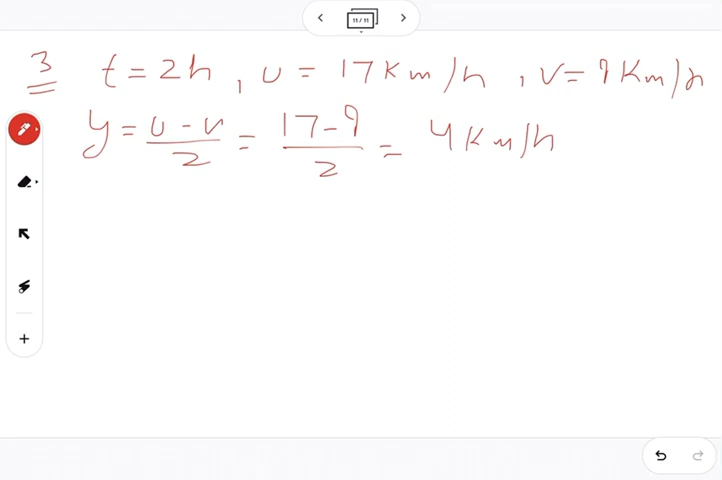 11/11
3 t = 2h, u = 17 Km/h, v = 9 Km/h
y = u - v / 2 = 17 - 9 / 2 = 4 Km/h